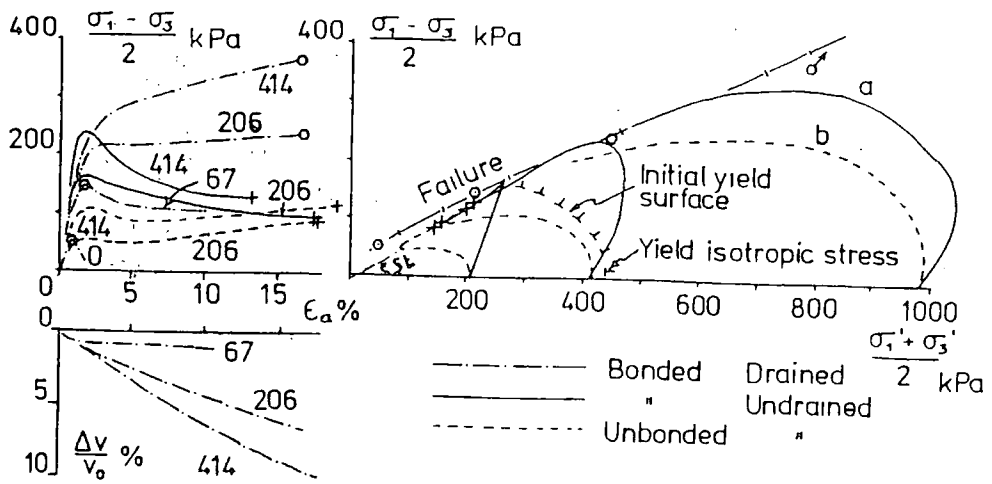 400
σ₁ - σ₃
2
kPa
414
206
200
414
67
206
414
0
206
0
0
5
10
15
εa %
0
67
5
206
ΔV
V₀
%
414
10
400
σ₁ - σ₃
2
kPa
a
b
Failure
Initial yield
surface
Yield isotropic stress
200
400
600
800
1000
σ₁' + σ₃'
2
kPa
Bonded Drained
" Undrained
Unbonded "